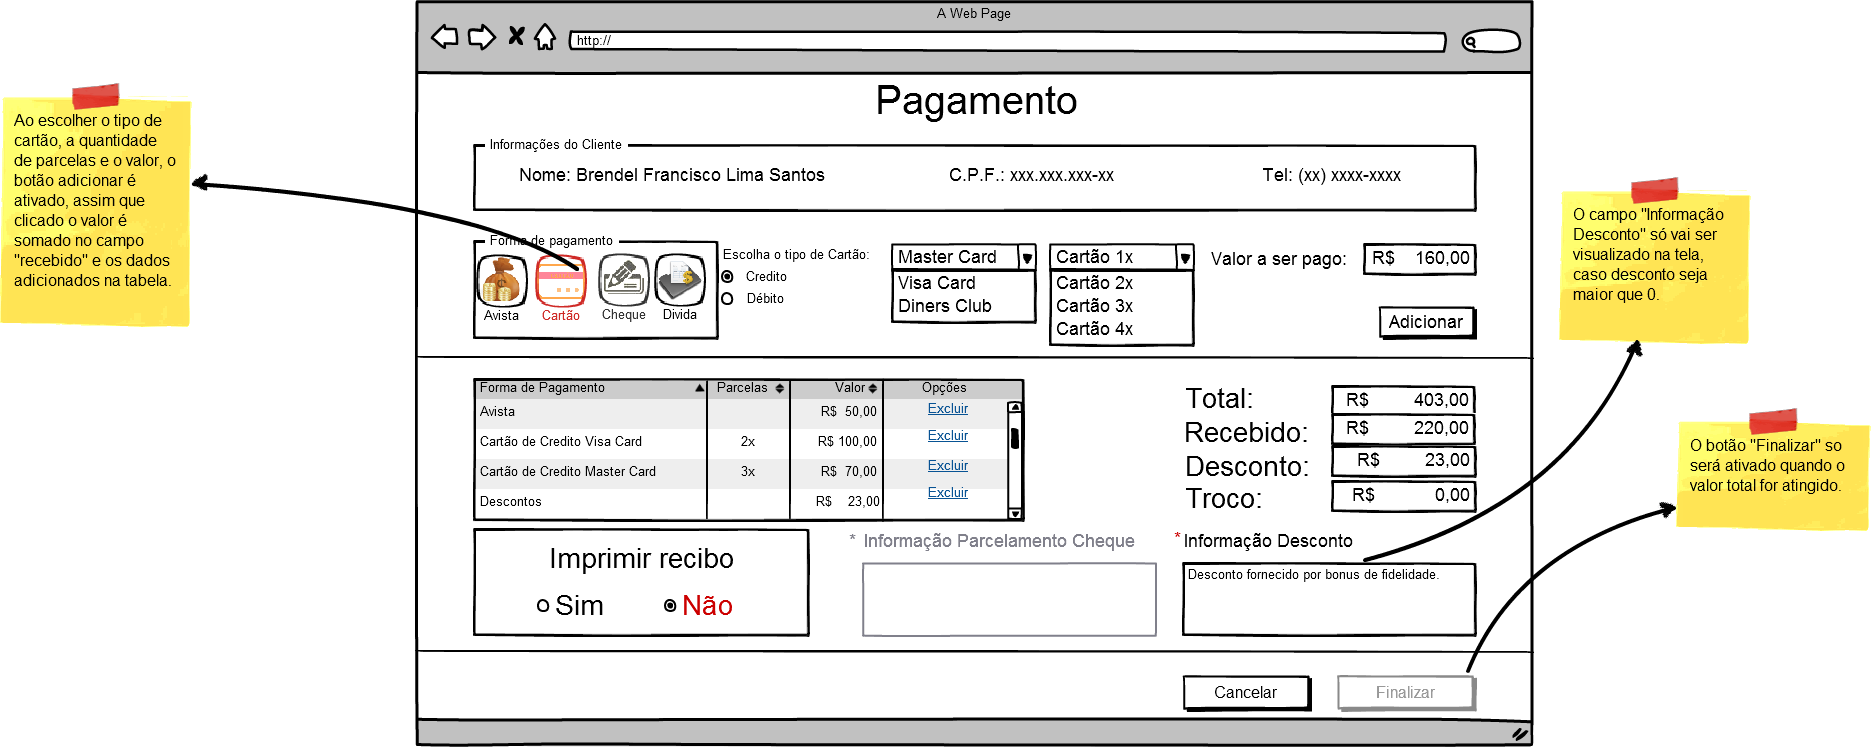 A Web Page
http://
Pagamento
Informações do Cliente
Nome: Brendel Francisco Lima Santos
C.P.F.: xxx.xxx.xxx-xx
Tel: (xx) xxxx-xxxx
Ao escolher o tipo de
cartão, a quantidade
de parcelas e o valor, o
botão adicionar é
ativado, assim que
clicado o valor é
somado no campo
"recebido" e os dados
adicionados na tabela.
Forma de pagamento
Avista
Cartão
Cheque
Divida
Escolha o tipo de Cartão:
Credito
Débito
Master Card
Visa Card
Diners Club
Cartão 1x
Cartão 2x
Cartão 3x
Cartão 4x
Valor a ser pago:
R$ 160,00
Adicionar
O campo "Informação
Desconto" só vai ser
visualizado na tela,
caso desconto seja
maior que 0.
Forma de Pagamento Parcelas Valor Opções
Avista R$ 50,00 Excluir
Cartão de Credito Visa Card 2x R$ 100,00 Excluir
Cartão de Credito Master Card 3x R$ 70,00 Excluir
Descontos R$ 23,00 Excluir
Total: R$ 403,00
Recebido: R$ 220,00
Desconto: R$ 23,00
Troco: R$ 0,00
O botão "Finalizar" so
será ativado quando o
valor total for atingido.
Imprimir recibo
Sim Não
* Informação Parcelamento Cheque
* Informação Desconto
Desconto fornecido por bonus de fidelidade.
Cancelar
Finalizar